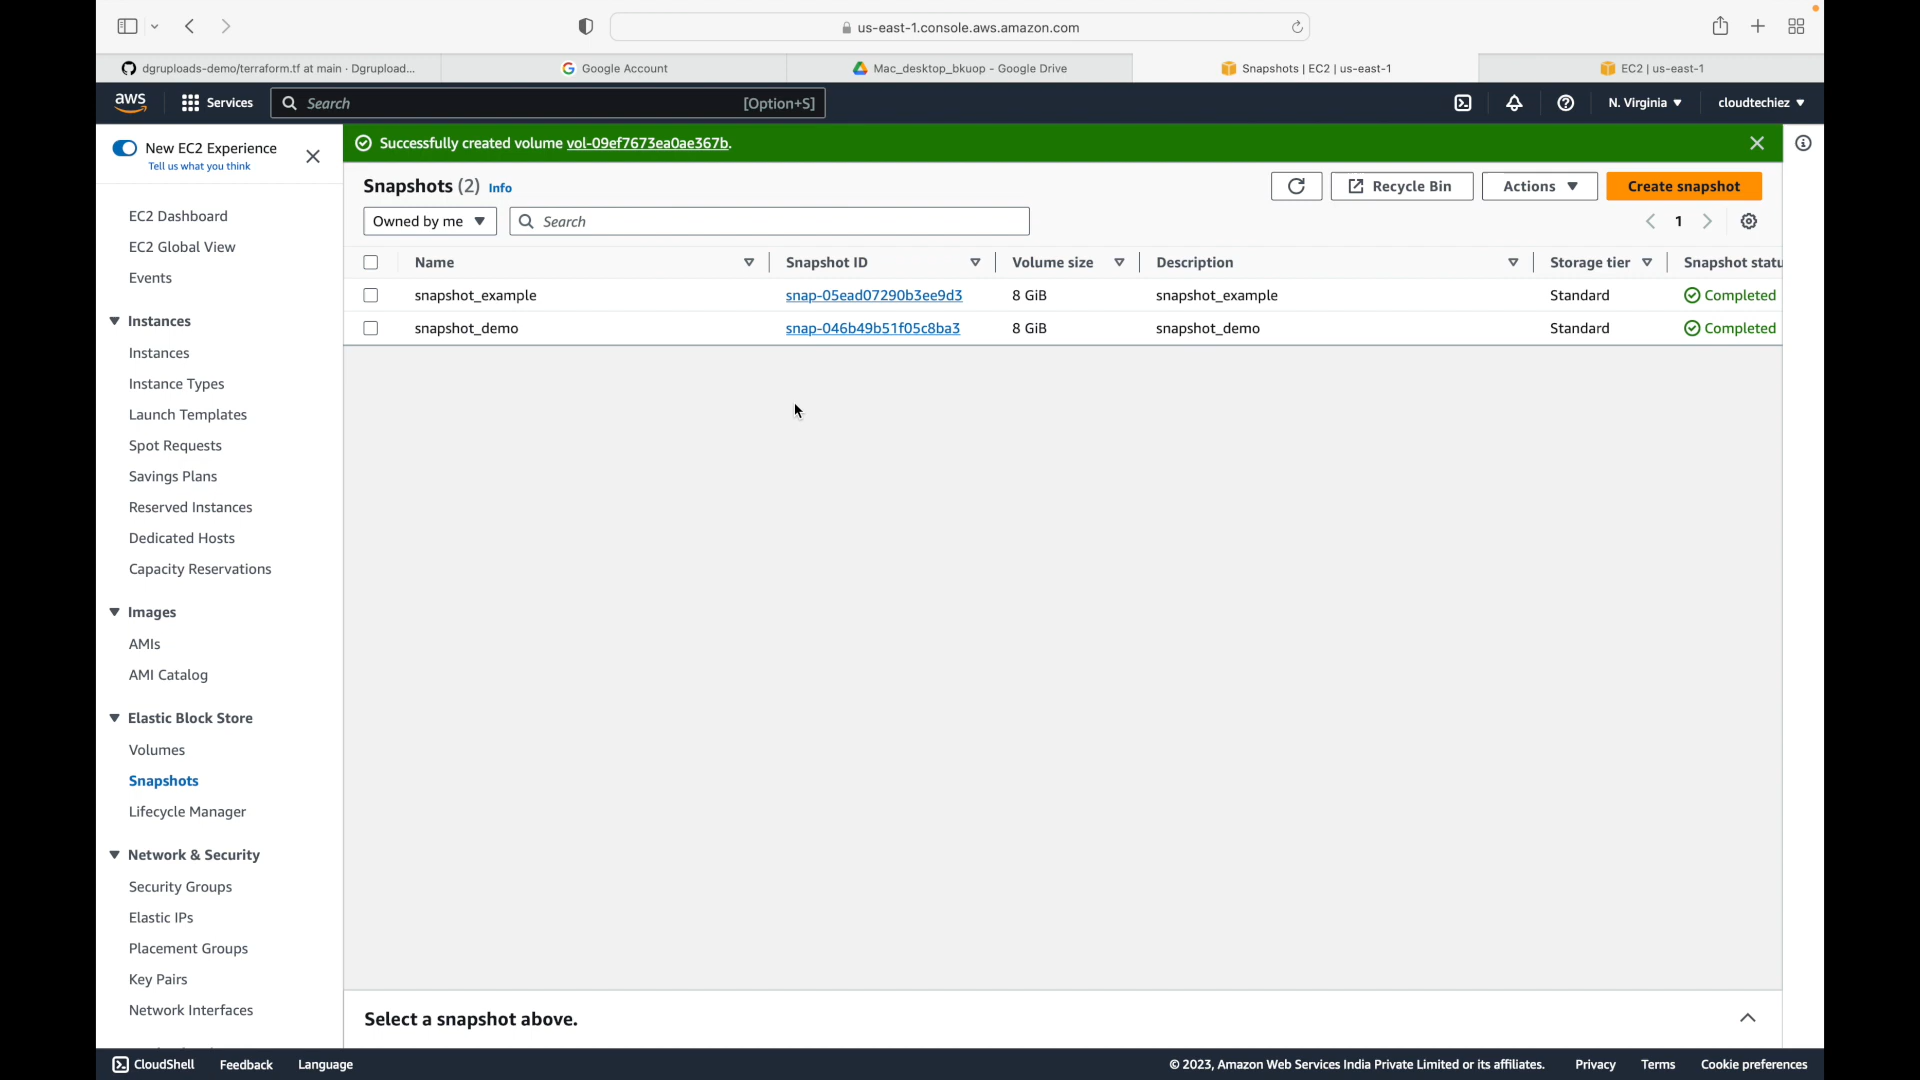 us-east-1.console.aws.amazon.com
dgruploads-demo/terraform.tf at main · Dgrupload...
Google Account
Mac_desktop_bkuop - Google Drive
Snapshots | EC2 | us-east-1
EC2 | us-east-1
aws
Services
Search
[Option+S]
N. Virginia
cloudtechiez
New EC2 Experience
Tell us what you think
Successfully created volume vol-09ef7673ea0ae367b.
Snapshots (2) Info
Recycle Bin
Actions
Create snapshot
Owned by me
Search
1
Name
Snapshot ID
Volume size
Description
Storage tier
Snapshot statu
snapshot_example
snap-05ead07290b3ee9d3
8 GiB
snapshot_example
Standard
Completed
snapshot_demo
snap-046b49b51f05c8ba3
8 GiB
snapshot_demo
Standard
Completed
EC2 Dashboard
EC2 Global View
Events
Instances
Instances
Instance Types
Launch Templates
Spot Requests
Savings Plans
Reserved Instances
Dedicated Hosts
Capacity Reservations
Images
AMIs
AMI Catalog
Elastic Block Store
Volumes
Snapshots
Lifecycle Manager
Network & Security
Security Groups
Elastic IPs
Placement Groups
Key Pairs
Network Interfaces
Select a snapshot above.
CloudShell
Feedback
Language
© 2023, Amazon Web Services India Private Limited or its affiliates.
Privacy
Terms
Cookie preferences